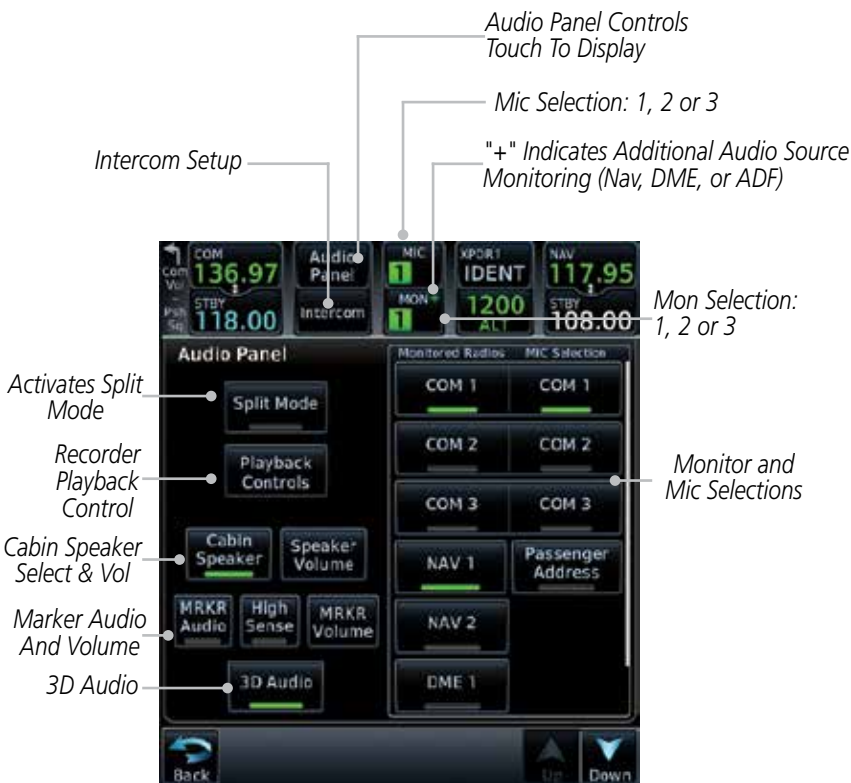 Audio Panel Controls
Touch To Display
Mic Selection: 1, 2 or 3
"+" Indicates Additional Audio Source
Monitoring (Nav, DME, or ADF)
Intercom Setup
COM
136.97
Com
Vol
Psh
Sq
STBY
118.00
Audio
Panel
Intercom
MIC
1
MON+
1
XPDR1
IDENT
1200
ALT
NAV
117.95
STBY
108.00
Mon Selection:
1, 2 or 3
Audio Panel
Monitored Radios MIC Selection
Activates Split
Mode
Split Mode
COM 1 COM 1
Recorder
Playback
Control
Playback
Controls
COM 2 COM 2
COM 3 COM 3
Monitor and
Mic Selections
Cabin Speaker
Select & Vol
Cabin
Speaker
Speaker
Volume
NAV 1
Passenger
Address
Marker Audio
And Volume
MRKR
Audio
High
Sense
MRKR
Volume
NAV 2
3D Audio
3D Audio
DME 1
Back
Up
Down